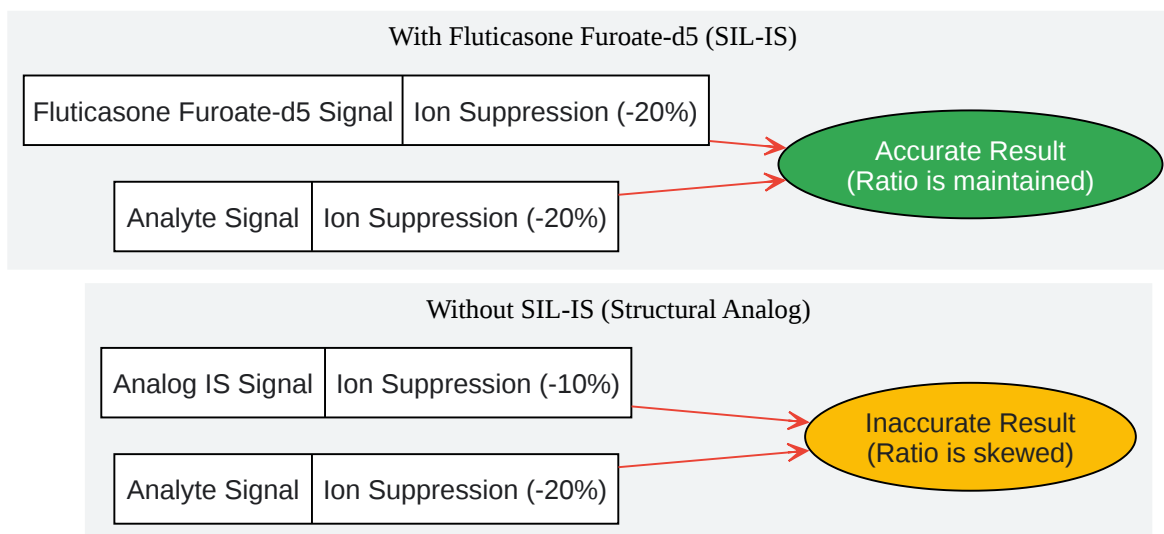 With Fluticasone Furoate-d5 (SIL-IS)
Fluticasone Furoate-d5 Signal
Ion Suppression (-20%)
Analyte Signal
Ion Suppression (-20%)
Accurate Result
(Ratio is maintained)
Without SIL-IS (Structural Analog)
Analog IS Signal
Ion Suppression (-10%)
Analyte Signal
Ion Suppression (-20%)
Inaccurate Result
(Ratio is skewed)